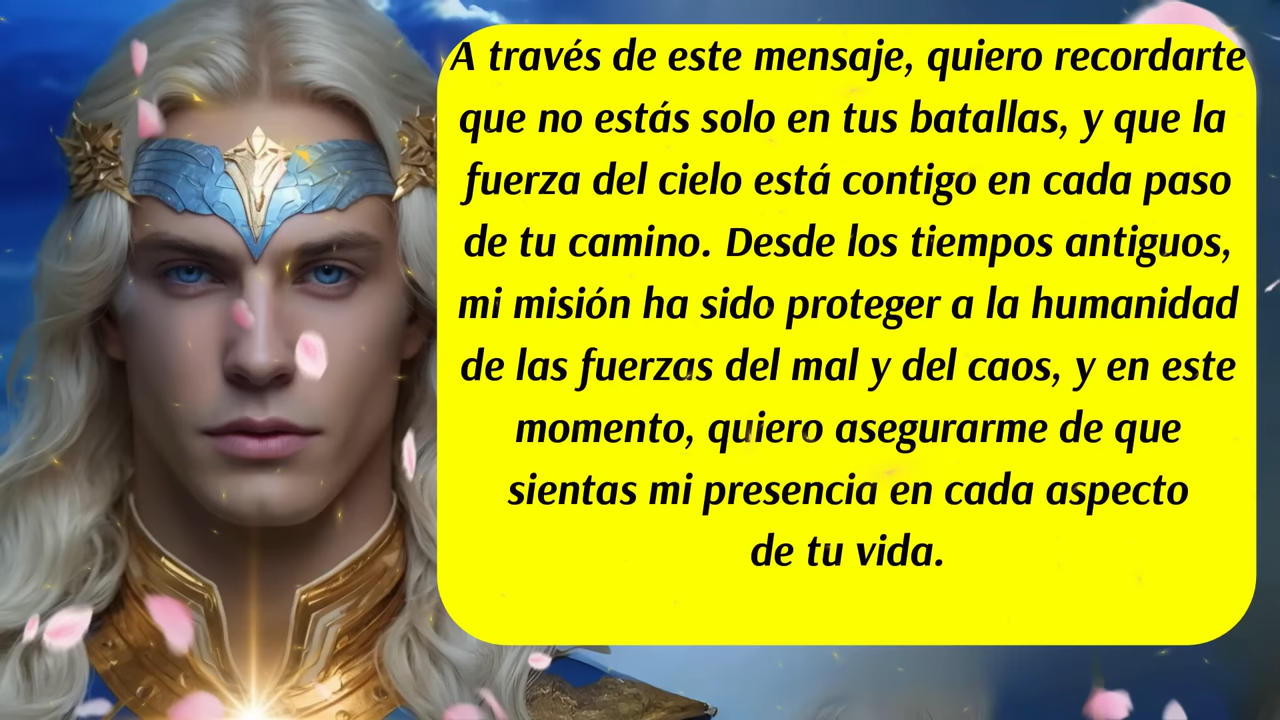 A través de este mensaje, quiero recordarte
que no estás solo en tus batallas, y que la
fuerza del cielo está contigo en cada paso
de tu camino. Desde los tiempos antiguos,
mi misión ha sido proteger a la humanidad
de las fuerzas del mal y del caos, y en este
momento, quiero asegurarme de que
sientas mi presencia en cada aspecto
de tu vida.